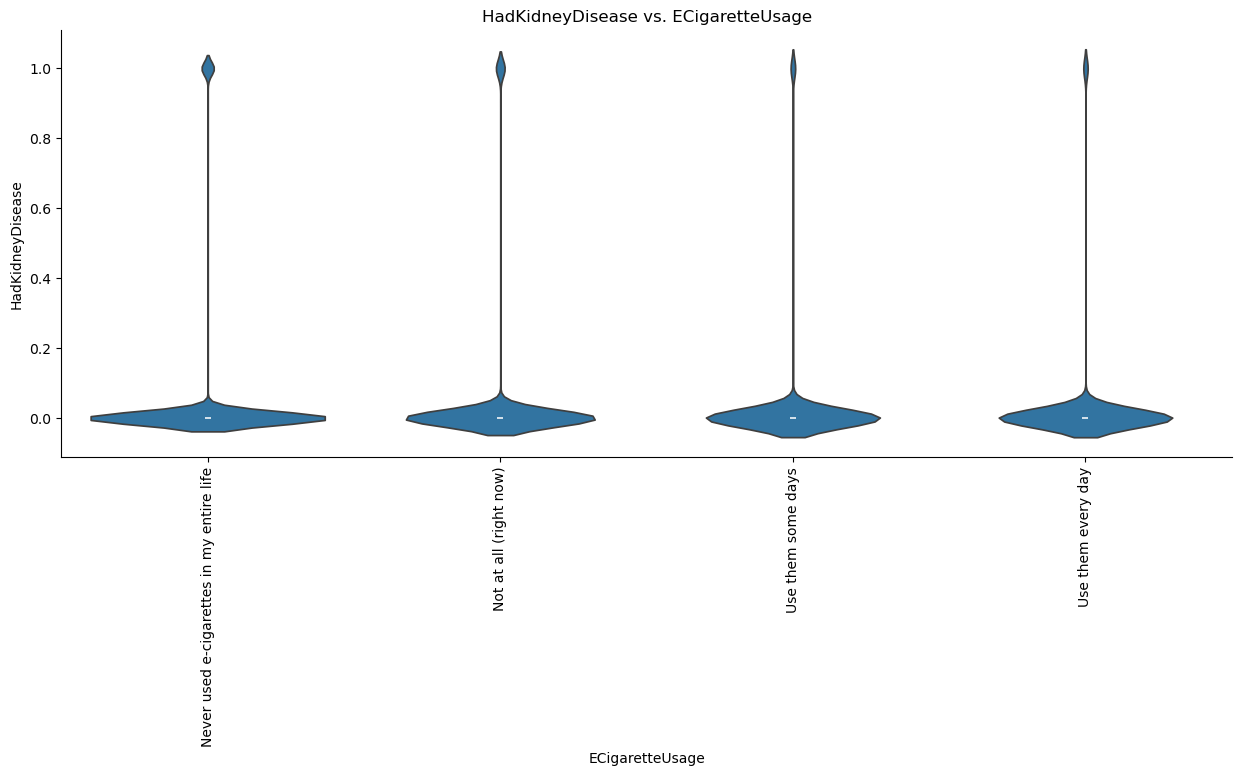 HadKidneyDisease vs. ECigaretteUsage
HadKidneyDisease
1.0
0.8
0.6
0.4
0.2
0.0
Never used e-cigarettes in my entire life
Not at all (right now)
Use them some days
Use them every day
ECigaretteUsage